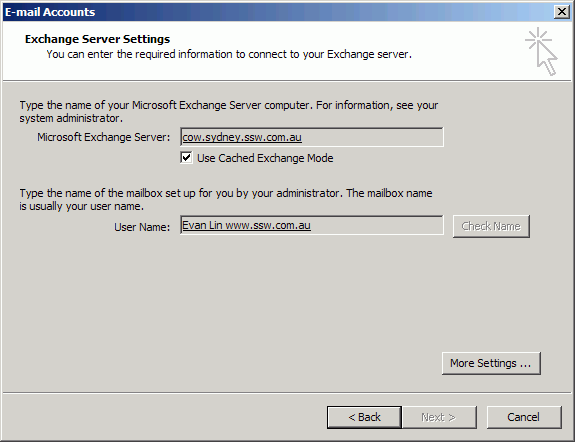 E-mail Accounts
Exchange Server Settings
You can enter the required information to connect to your Exchange server.
Type the name of your Microsoft Exchange Server computer. For information, see your
system administrator.
Microsoft Exchange Server: cow.sydney.ssw.com.au
Use Cached Exchange Mode
Type the name of the mailbox set up for you by your administrator. The mailbox name
is usually your user name.
User Name: Evan Lin www.ssw.com.au Check Name
More Settings ...
< Back Next > Cancel